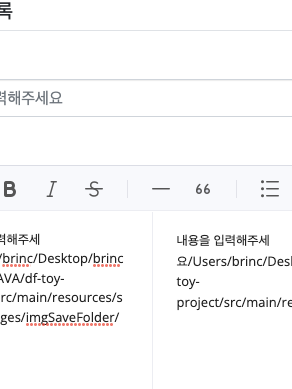 록
력해주세요
B I S — 66
력해주세
/brinc/Desktop/brinc
AVA/df-toy-
rc/main/resources/s
ges/imgSaveFolder/
내용을 입력해주세
요/Users/brinc/Des
toy-
project/src/main/re